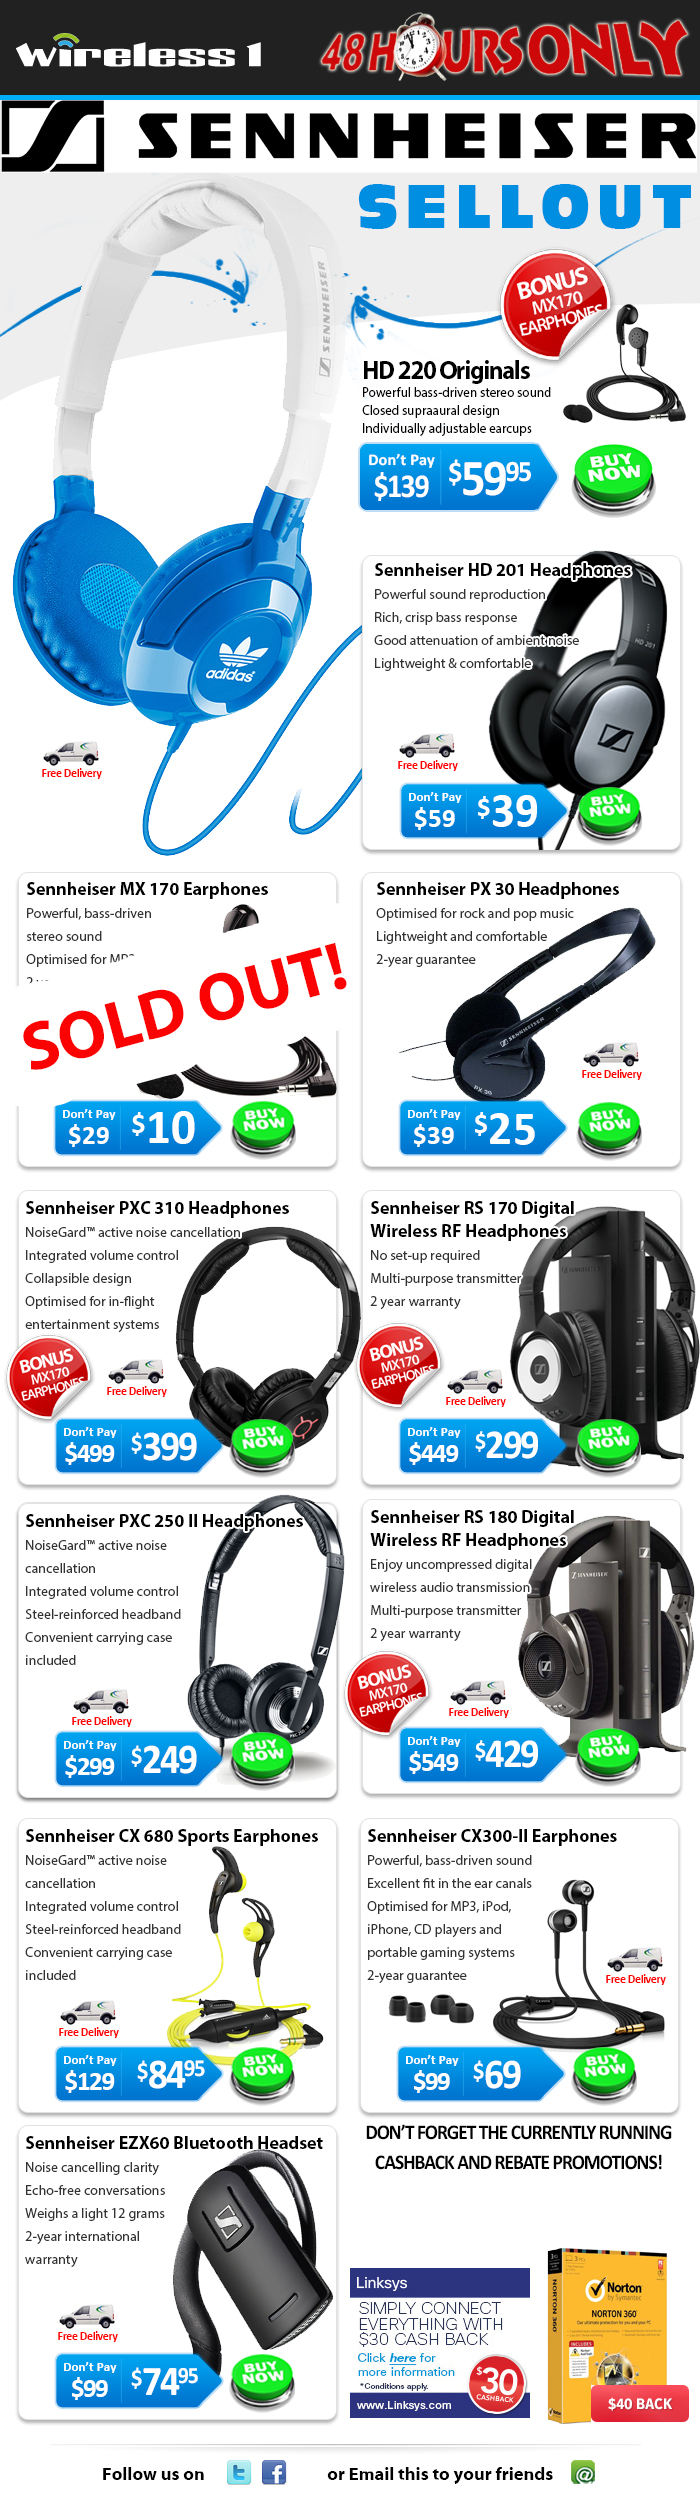 wireless 1
48 HOURS ONLY
SENNHEISER
SELLOUT
SENNHEISER
BONUS
MX170
EARPHONES
HD 220 Originals
Powerful bass-driven stereo sound
Closed supraaural design
Individually adjustable earcups
Don't Pay
$139
$59.95
BUY
NOW
adidas
Free Delivery
Sennheiser HD 201 Headphones
Powerful sound reproduction
Rich, crisp bass response
Good attenuation of ambient noise
Lightweight & comfortable
HD 201
Free Delivery
Don't Pay
$59
$39
BUY
NOW
Sennheiser MX 170 Earphones
Powerful, bass-driven
stereo sound
Optimised for
SOLD OUT!
Don't Pay
$29
$10
BUY
NOW
Sennheiser PX 30 Headphones
Optimised for rock and pop music
Lightweight and comfortable
2-year guarantee
SENNHEISER
PX 30
Free Delivery
Don't Pay
$39
$25
BUY
NOW
Sennheiser PXC 310 Headphones
NoiseGard™ active noise cancellation
Integrated volume control
Collapsible design
Optimised for in-flight
entertainment systems
BONUS
MX170
EARPHONES
Free Delivery
Don't Pay
$499
$399
BUY
NOW
Sennheiser RS 170 Digital
Wireless RF Headphones
No set-up required
Multi-purpose transmitter
2 year warranty
BONUS
MX170
EARPHONES
Free Delivery
Don't Pay
$449
$299
BUY
NOW
Sennheiser PXC 250 II Headphones
NoiseGard™ active noise
cancellation
Integrated volume control
Steel-reinforced headband
Convenient carrying case
included
Free Delivery
Don't Pay
$299
$249
BUY
NOW
Sennheiser RS 180 Digital
Wireless RF Headphones
Enjoy uncompressed digital
wireless audio transmission
Multi-purpose transmitter
2 year warranty
SENNHEISER
BONUS
MX170
EARPHONES
Free Delivery
Don't Pay
$549
$429
BUY
NOW
Sennheiser CX 680 Sports Earphones
NoiseGard™ active noise
cancellation
Integrated volume control
Steel-reinforced headband
Convenient carrying case
included
Free Delivery
Don't Pay
$129
$84.95
BUY
NOW
Sennheiser CX300-II Earphones
Powerful, bass-driven sound
Excellent fit in the ear canals
Optimised for MP3, iPod,
iPhone, CD players and
portable gaming systems
2-year guarantee
Free Delivery
Don't Pay
$99
$69
BUY
NOW
Sennheiser EZX60 Bluetooth Headset
Noise cancelling clarity
Echo-free conversations
Weighs a light 12 grams
2-year international
warranty
Free Delivery
Don't Pay
$99
$74.95
BUY
NOW
DON'T FORGET THE CURRENTLY RUNNING
CASHBACK AND REBATE PROMOTIONS!
Linksys
SIMPLY CONNECT
EVERYTHING WITH
$30 CASH BACK
Click here for
more information
*Conditions apply.
www.Linksys.com
$30
CASHBACK
Norton
by Symantec
NORTON 360
NORTON 360
$40 BACK
Follow us on
or Email this to your friends